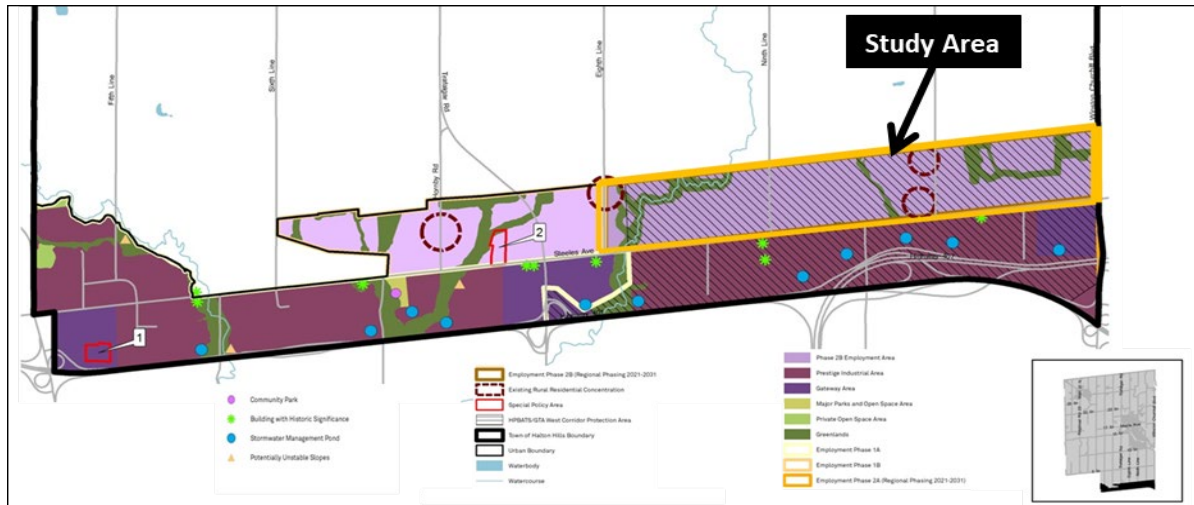 Study Area
Fifth Line
Sixth Line
Trafalgar Rd
Hornby Rd
Eighth Line
Ninth Line
Winston Churchill Blvd
Steeles Ave
2
1
Community Park
Building with Historic Significance
Stormwater Management Pond
Potentially Unstable Slopes
Employment Phase 2B (Regional Phasing 2021-2031
Existing Rural Residential Concentration
Special Policy Area
HPBATS/GTA West Corridor Protection Area
Town of Halton Hills Boundary
Urban Boundary
Waterbody
Watercourse
Phase 2B Employment Area
Prestige Industrial Area
Gateway Area
Major Parks and Open Space Area
Private Open Space Area
Greenlands
Employment Phase 1A
Employment Phase 1B
Employment Phase 2A (Regional Phasing 2021-2031)